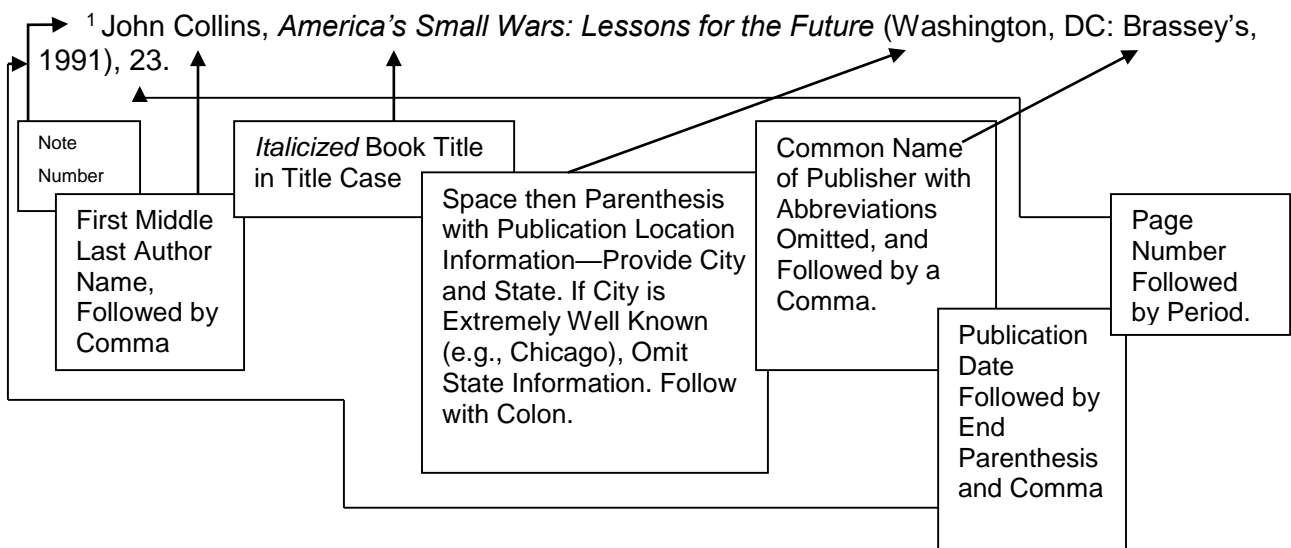 1 John Collins, America's Small Wars: Lessons for the Future (Washington, DC: Brassey's,
1991), 23.
Note
Number
First Middle
Last Author
Name,
Followed by
Comma
Italicized Book Title
in Title Case
Space then Parenthesis
with Publication Location
Information—Provide City
and State. If City is
Extremely Well Known
(e.g., Chicago), Omit
State Information. Follow
with Colon.
Common Name
of Publisher with
Abbreviations
Omitted, and
Followed by a
Comma.
Publication
Date
Followed by
End
Parenthesis
and Comma
Page
Number
Followed
by Period.